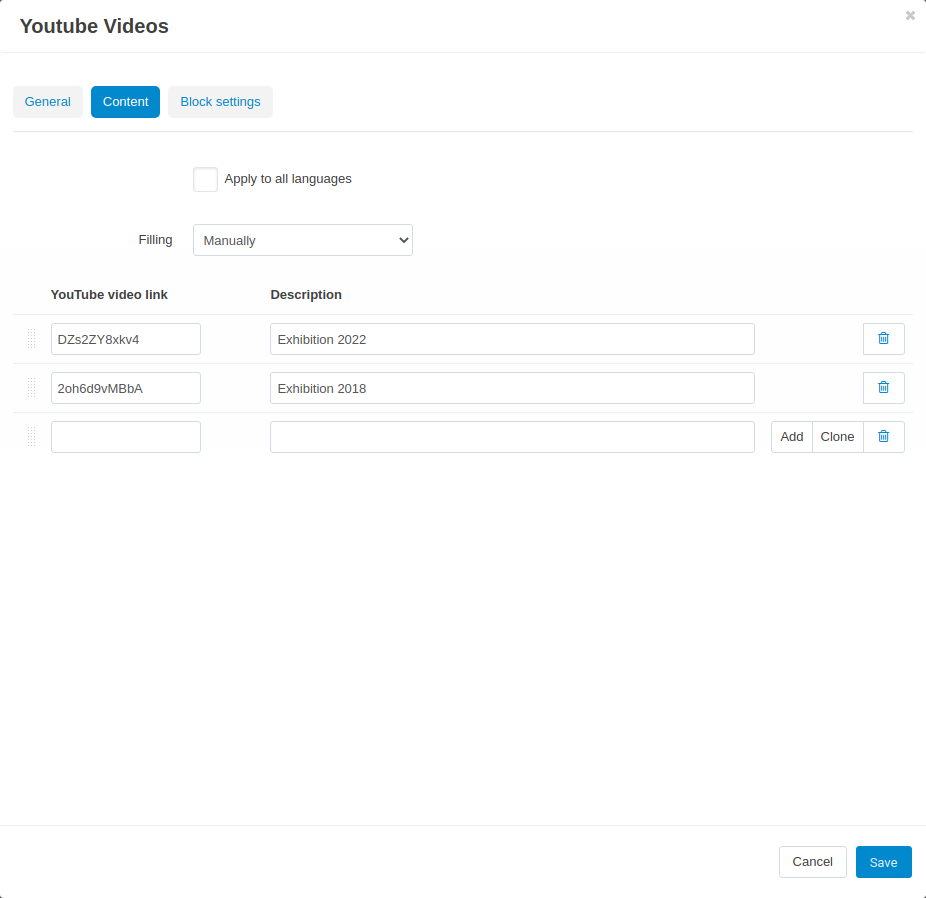 Youtube Videos
General Content Block settings
Apply to all languages
Filling Manually
YouTube video link Description
DZs2ZY8xkv4 Exhibition 2022
2oh6d9vMBbA Exhibition 2018
Add Clone
Cancel Save